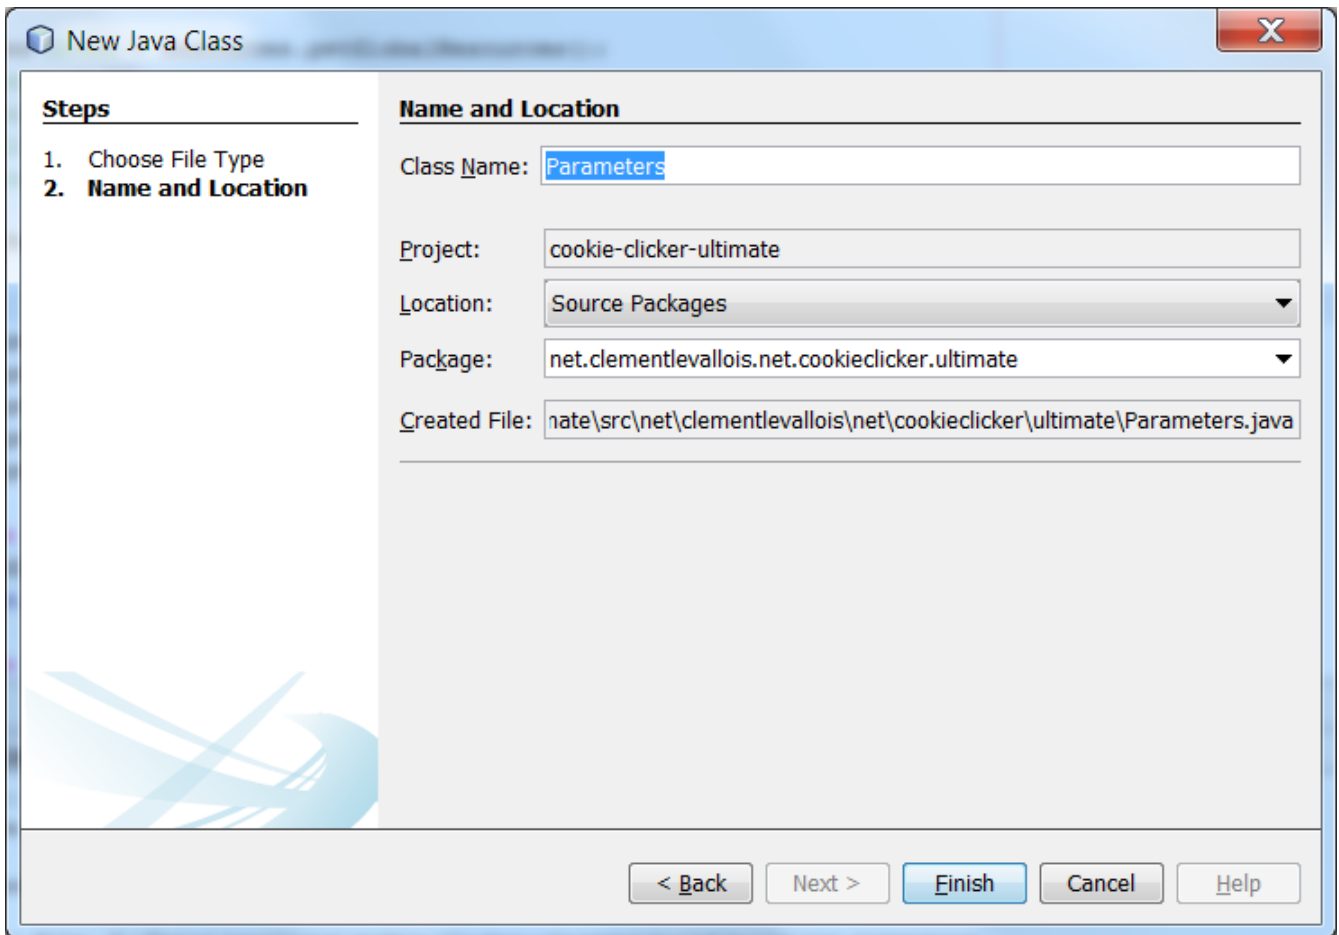 New Java Class
Steps
1. Choose File Type
2. Name and Location
Name and Location
Class Name: Parameters
Project: cookie-clicker-ultimate
Location: Source Packages
Package: net.clementlevallois.net.cookieclicker.ultimate
Created File: nate\src\net\clementlevallois\net\cookieclicker\ultimate\Parameters.java
< Back Next > Finish Cancel Help